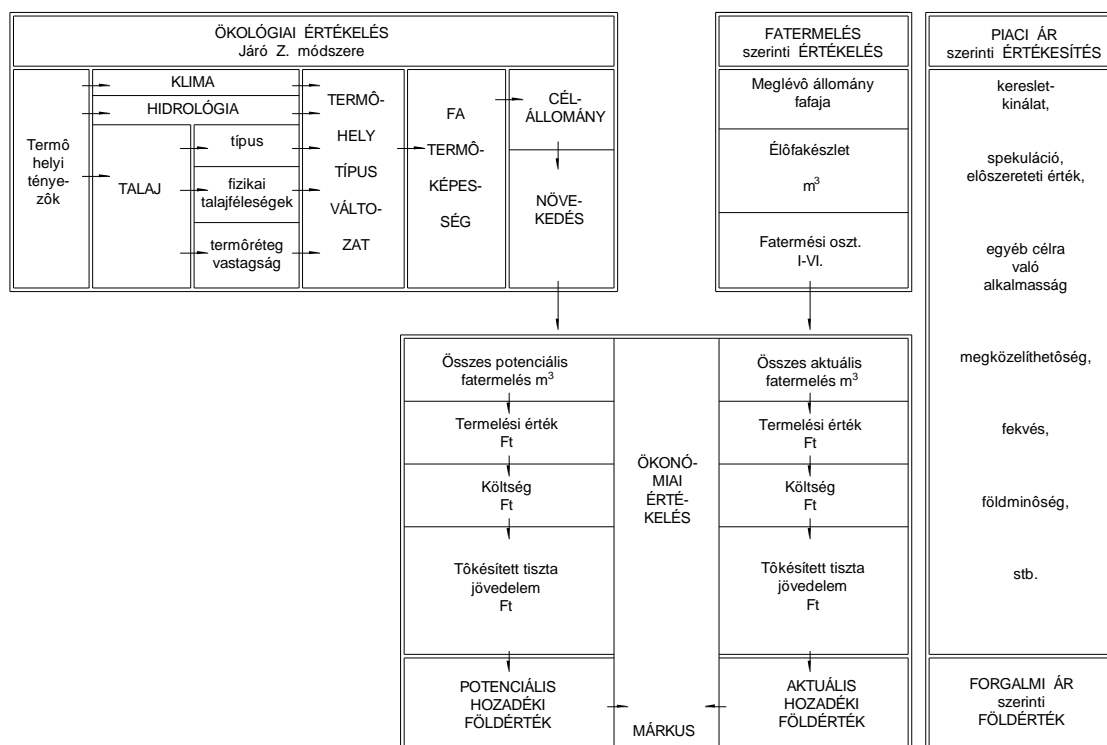 ÖKOLÓGIAI ÉRTÉKELÉS
Járó Z. módszere
Termô
helyi
ténye-
zôk
KLIMA
HIDROLÓGIA
TALAJ
típus
fizikai
talajféleségek
termôréteg
vastagság
TERMÔ-
HELY
TÍPUS
VÁLTO-
ZAT
FA
TERMÔ-
KÉPES-
SÉG
CÉL-
ÁLLOMÁNY
NÖVE-
KEDÉS
FATERMELÉS
szerinti ÉRTÉKELÉS
Meglévô állomány
fafaja
Élôfakészlet
m³
Fatermési oszt.
I-VI.
PIACI ÁR
szerinti ÉRTÉKESÍTÉS
kereslet-
kinálat,
spekuláció,
elôszereteti érték,
egyéb célra
való
alkalmasság
megközelíthetôség,
fekvés,
földminôség,
stb.
FORGALMI ÁR
szerinti
FÖLDÉRTÉK
Összes potenciális
fatermelés m³
Termelési érték
Ft
Költség
Ft
Tôkésített tiszta
jövedelem
Ft
POTENCIÁLIS
HOZADÉKI
FÖLDÉRTÉK
ÖKONÓ-
MIAI
ÉRTÉ-
KELÉS
MÁRKUS
Összes aktuális
fatermelés m³
Termelési érték
Ft
Költség
Ft
Tôkésített tiszta
jövedelem
Ft
AKTUÁLIS
HOZADÉKI
FÖLDÉRTÉK